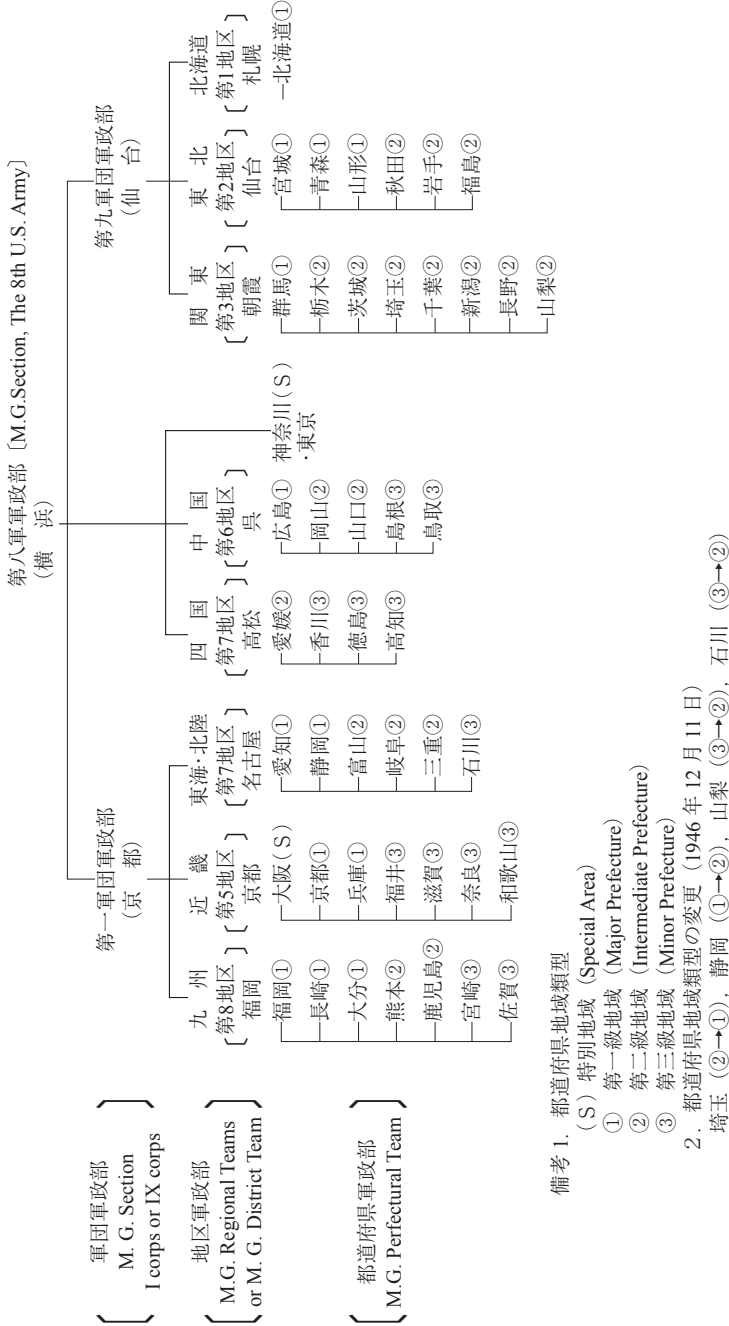 第八軍軍政部〔M.G.Section, The 8th U.S. Army〕
(横 浜)
軍団軍政部
M. G. Section
I corps or IX corps
第一軍団軍政部
(京 都)
第九軍団軍政部
(仙 台)
地区軍政部
M.G. Regional Teams
or M. G. District Team
九 州
〔第8地区〕
福岡
近 畿
〔第5地区〕
京都
東海・北陸
〔第7地区〕
名古屋
四 国
〔第7地区〕
高松
中 国
〔第6地区〕
呉
関 東
〔第3地区〕
朝霞
東 北
〔第2地区〕
仙台
北海道
〔第1地区〕
札幌
都道府県軍政部
M.G. Perfectural Team
福岡①
長崎①
大分①
熊本②
鹿児島②
宮崎③
佐賀③
大阪(S)
京都①
兵庫①
福井③
滋賀③
奈良③
和歌山③
愛知①
静岡①
富山②
岐阜②
三重②
石川③
愛媛②
香川③
徳島③
高知③
広島①
岡山②
山口②
島根③
鳥取③
神奈川(S)
・東京
群馬①
栃木②
茨城②
埼玉②
千葉②
新潟②
長野②
山梨②
宮城①
青森①
山形①
秋田②
岩手②
福島②
北海道①
備考 1. 都道府県地域類型
(S) 特別地域 (Special Area)
① 第一級地域 (Major Prefecture)
② 第二級地域 (Intermediate Prefecture)
③ 第三級地域 (Minor Prefecture)
2. 都道府県地域類型の変更 (1946年12月11日)
埼玉 (②→①), 静岡 (①→②), 山梨 (③→②), 石川 (③→②)